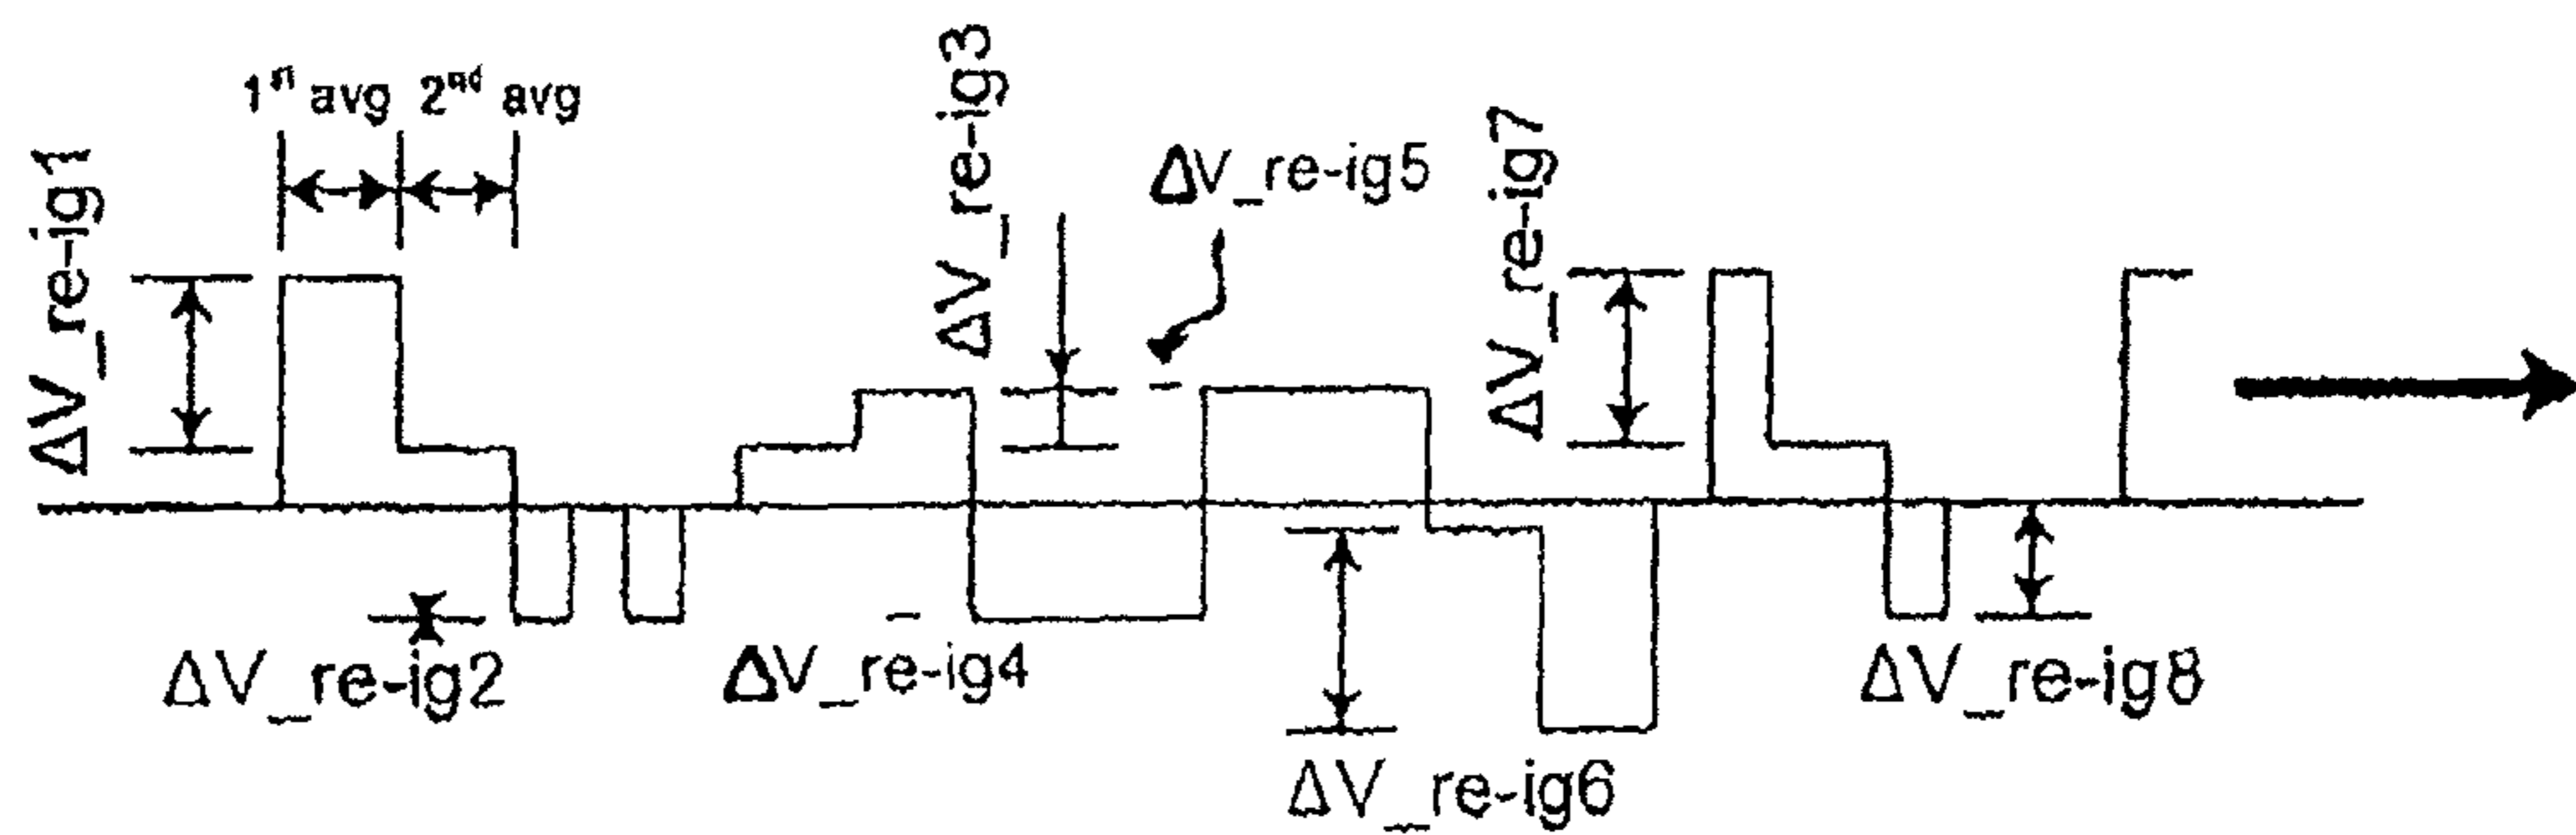 1st avg 2nd avg
ΔV_re-ig1
ΔV_re-ig2
ΔV_re-ig3
ΔV_re-ig4
ΔV_re-ig5
ΔV_re-ig6
ΔV_re-ig7
ΔV_re-ig8